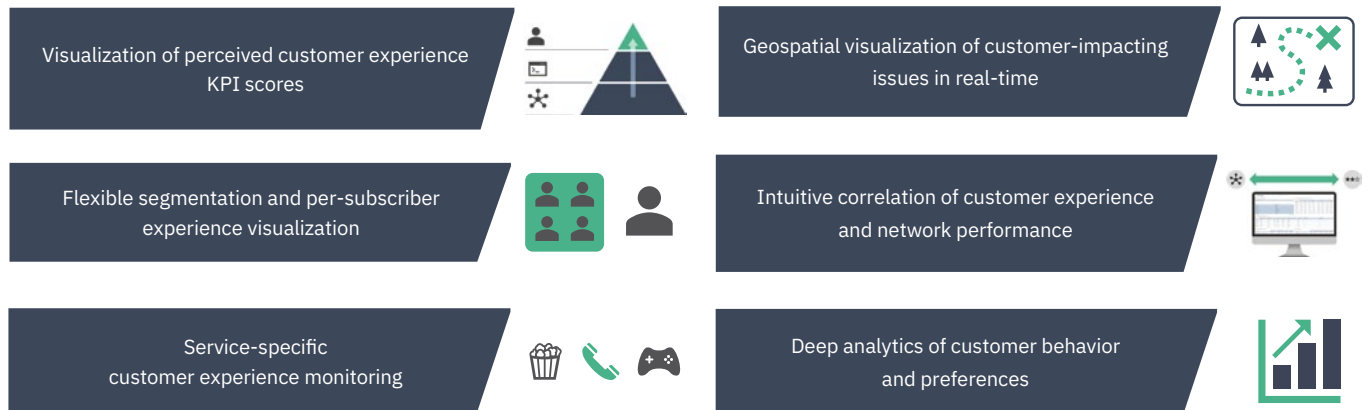 Visualization of perceived customer experience
KPI scores
Geospatial visualization of customer-impacting
issues in real-time
Flexible segmentation and per-subscriber
experience visualization
Intuitive correlation of customer experience
and network performance
Service-specific
customer experience monitoring
Deep analytics of customer behavior
and preferences